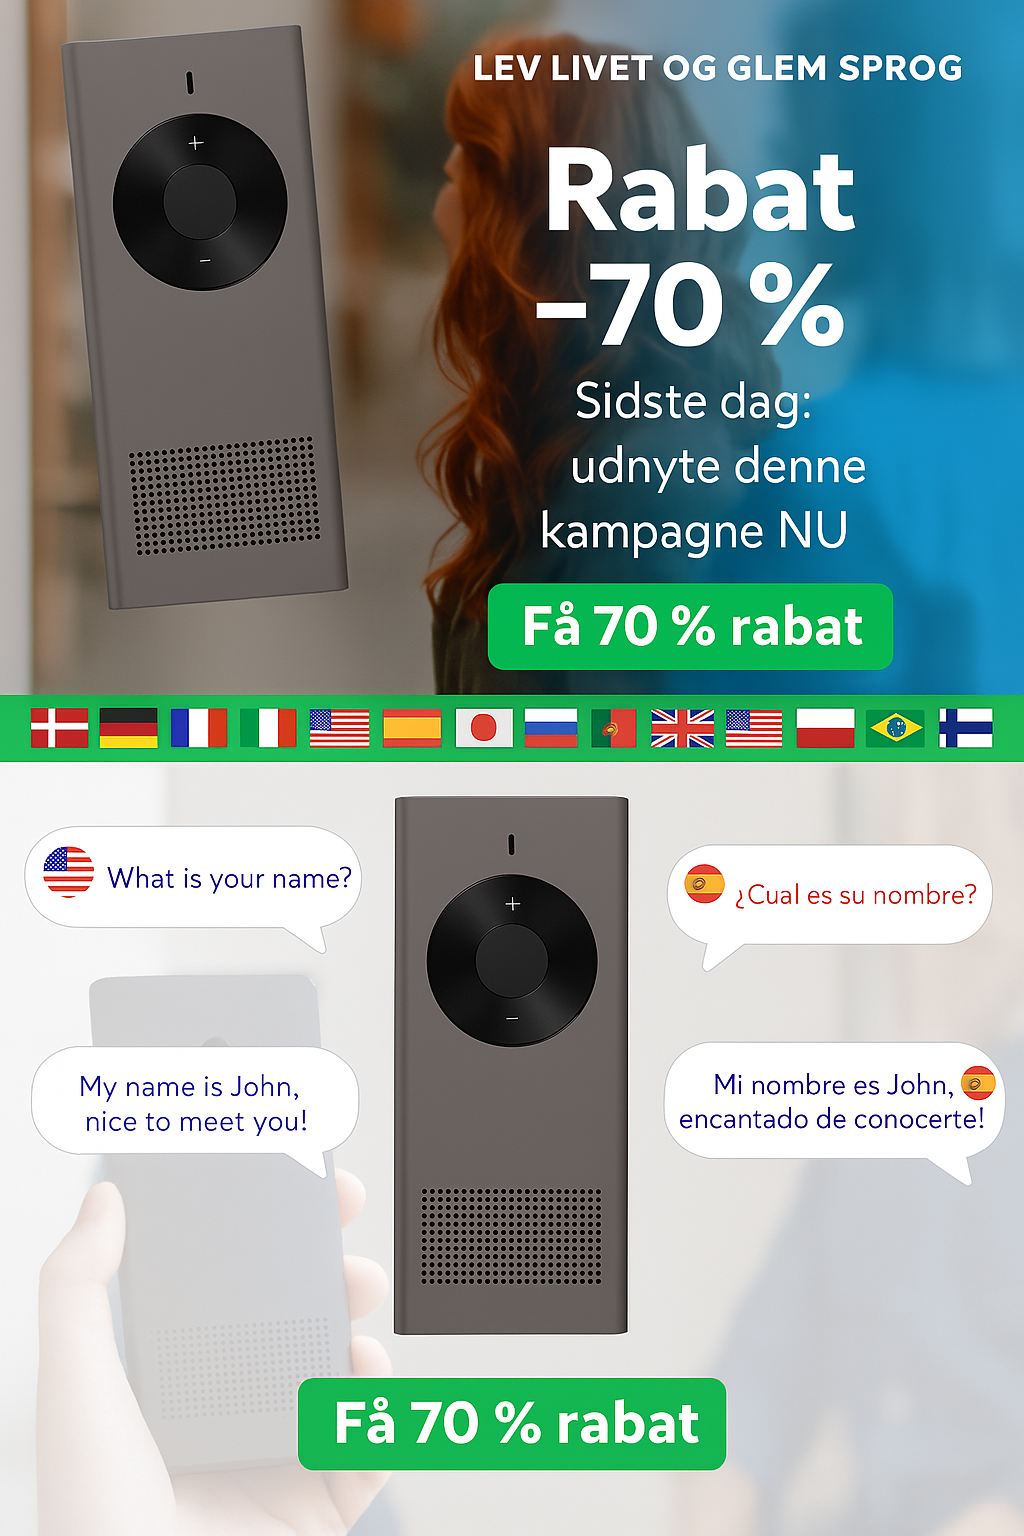 LEV LIVET OG GLEM SPROG
Rabat
-70 %
Sidste dag:
udnyte denne
kampagne NU
Få 70 % rabat
What is your name?
¿Cual es su nombre?
My name is John,
nice to meet you!
Mi nombre es John,
encantado de conocerte!
Få 70 % rabat